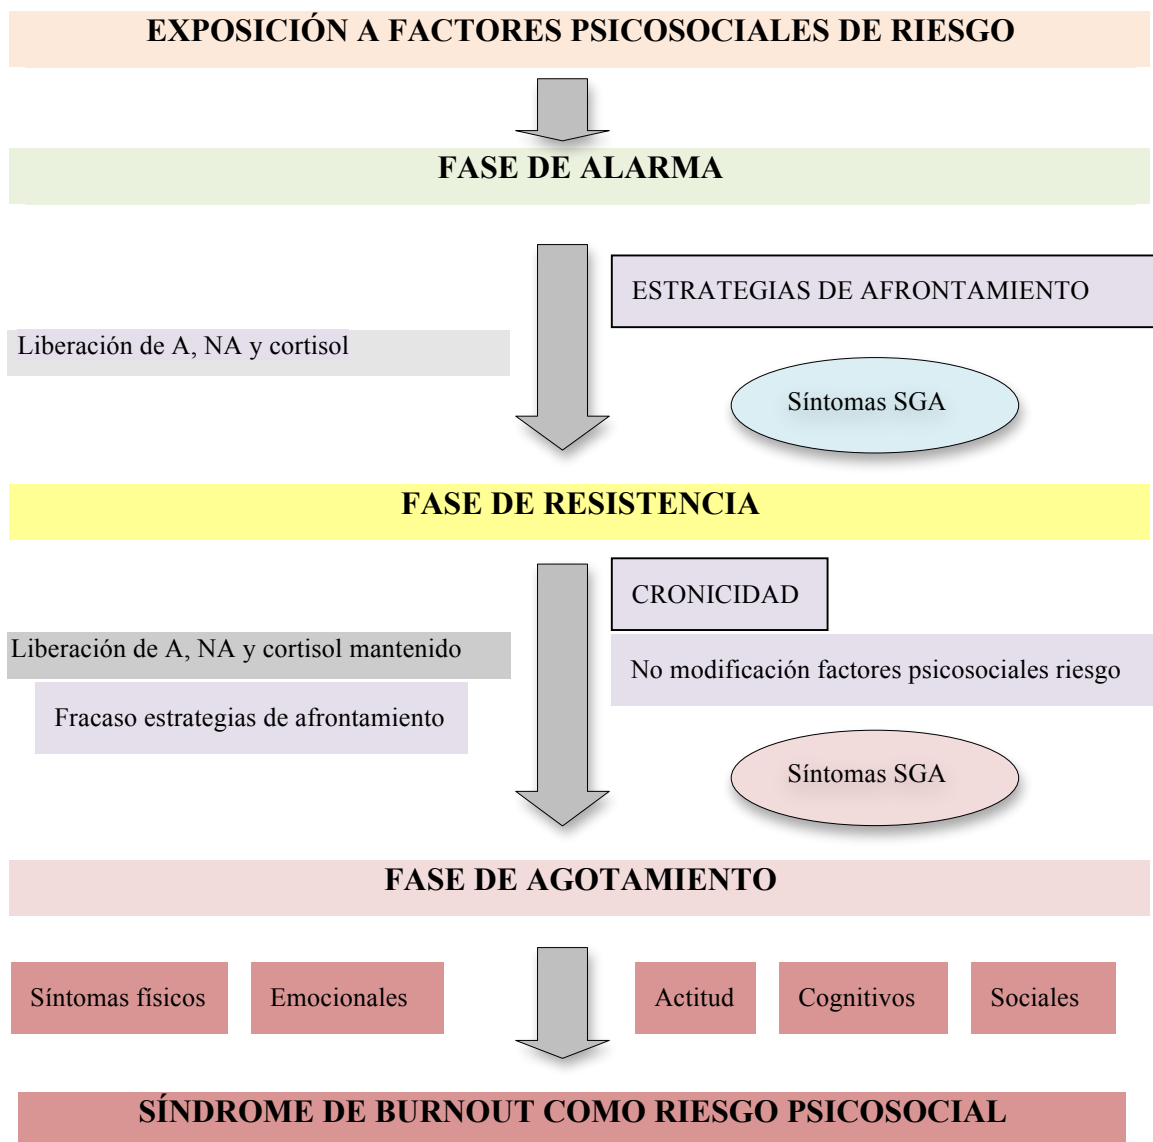 EXPOSICIÓN A FACTORES PSICOSOCIALES DE RIESGO
FASE DE ALARMA
ESTRATEGIAS DE AFRONTAMIENTO
Liberación de A, NA y cortisol
Síntomas SGA
FASE DE RESISTENCIA
CRONICIDAD
Liberación de A, NA y cortisol mantenido
No modificación factores psicosociales riesgo
Fracaso estrategias de afrontamiento
Síntomas SGA
FASE DE AGOTAMIENTO
Síntomas físicos
Emocionales
Actitud
Cognitivos
Sociales
SÍNDROME DE BURNOUT COMO RIESGO PSICOSOCIAL